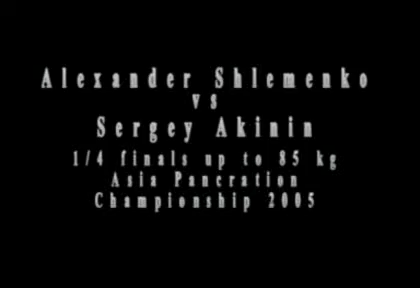 Alexander Shlemenko
vs
Sergey Akinin
1/4 finals up to 85 kg
Asia Pancration
Championship 2005